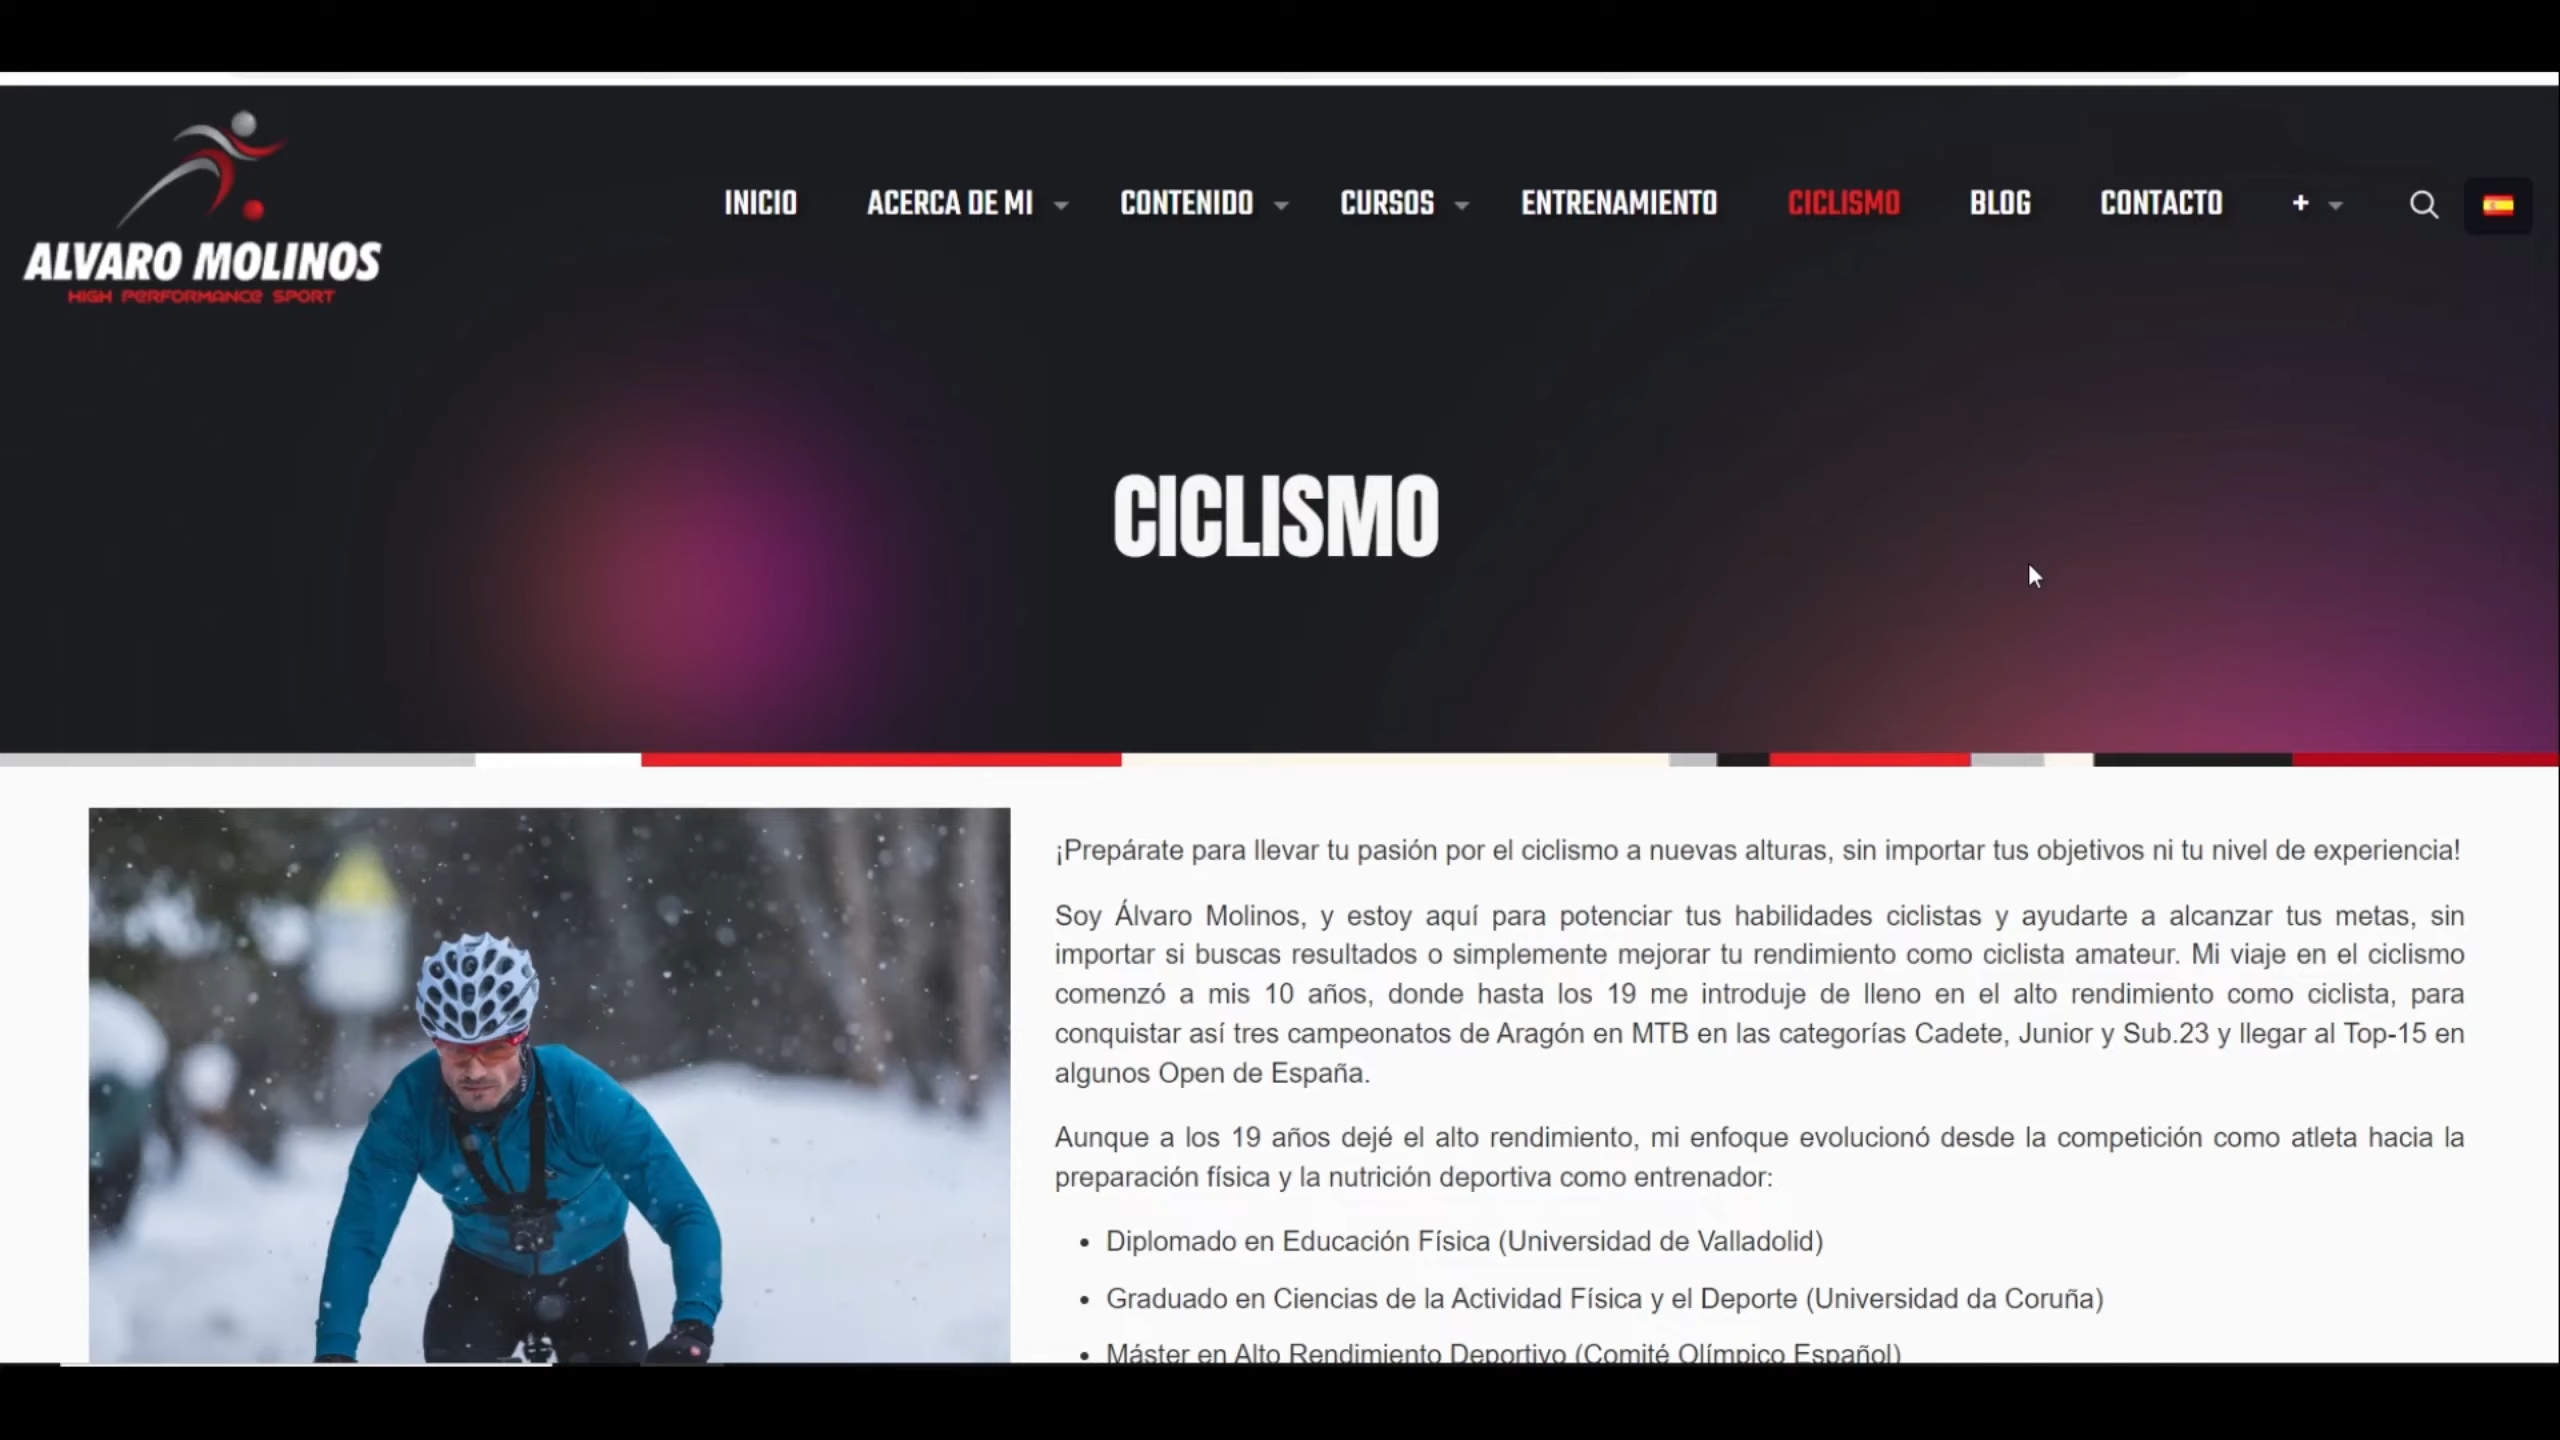 INICIO
ACERCA DE MI
CONTENIDO
CURSOS
ENTRENAMIENTO
CICLISMO
BLOG
CONTACTO
+
ALVARO MOLINOS
HIGH PERFORMANCE SPORT
CICLISMO
¡Prepárate para llevar tu pasión por el ciclismo a nuevas alturas, sin importar tus objetivos ni tu nivel de experiencia!
Soy Álvaro Molinos, y estoy aquí para potenciar tus habilidades ciclistas y ayudarte a alcanzar tus metas, sin
importar si buscas resultados o simplemente mejorar tu rendimiento como ciclista amateur. Mi viaje en el ciclismo
comenzó a mis 10 años, donde hasta los 19 me introduje de lleno en el alto rendimiento como ciclista, para
conquistar así tres campeonatos de Aragón en MTB en las categorías Cadete, Junior y Sub.23 y llegar al Top-15 en
algunos Open de España.
Aunque a los 19 años dejé el alto rendimiento, mi enfoque evolucionó desde la competición como atleta hacia la
preparación física y la nutrición deportiva como entrenador:
• Diplomado en Educación Física (Universidad de Valladolid)
• Graduado en Ciencias de la Actividad Física y el Deporte (Universidad da Coruña)
• Máster en Alto Rendimiento Deportivo (Comité Olímpico Español)